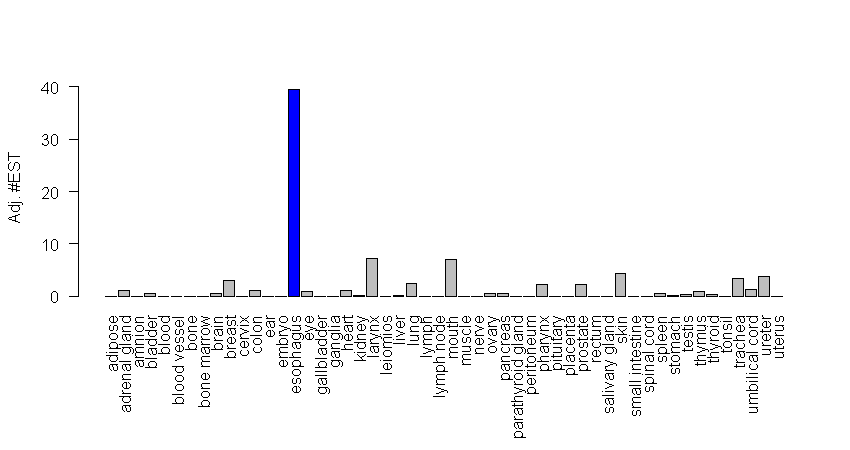 Adj. #EST
40
30
20
10
0
adipose
adrenal gland
amnion
bladder
blood
blood vessel
bone
bone marrow
brain
breast
cervix
colon
ear
embryo
esophagus
eye
gallbladder
ganglia
heart
kidney
larynx
leiomios
liver
lung
lymph
lymph node
mouth
muscle
nerve
ovary
pancreas
parathyroid gland
peritoneum
pharynx
pituitary
placenta
prostate
rectum
salivary gland
skin
small intestine
spinal cord
spleen
stomach
testis
thymus
thyroid
tonsil
trachea
umbilical cord
ureter
uterus